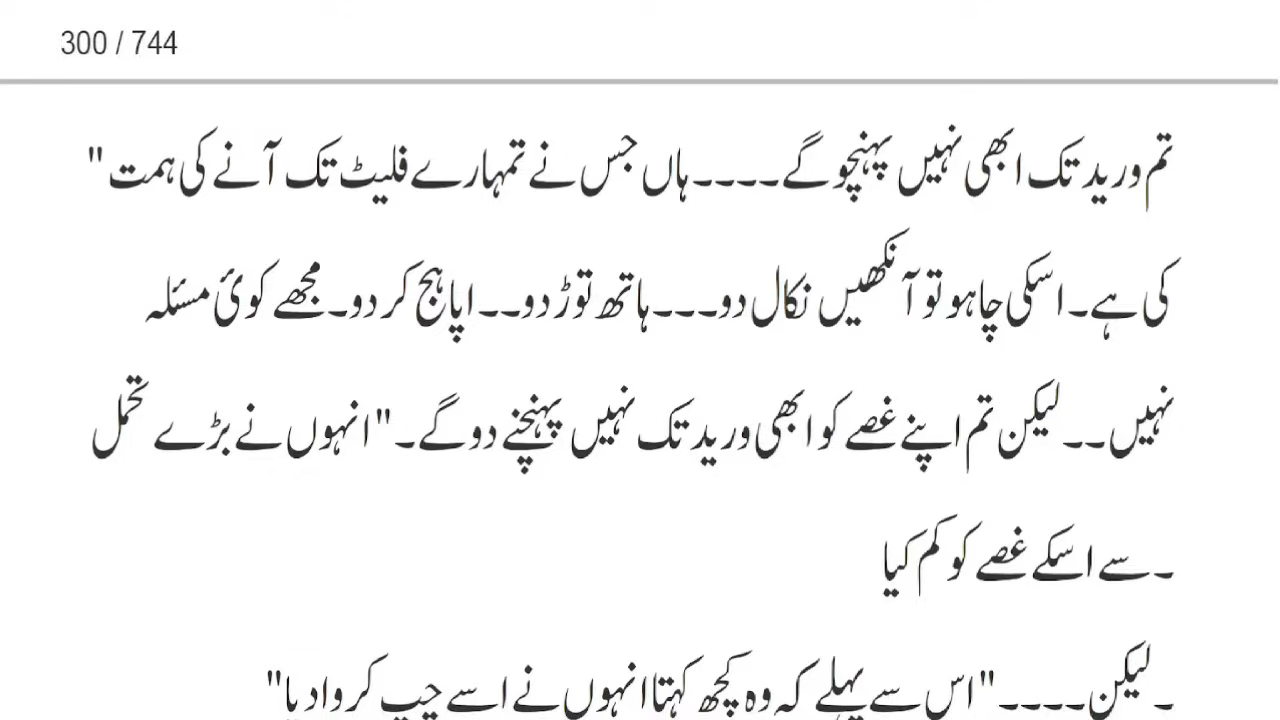 300 / 744
تم ورید تک ابھی نہیں پہنچو گے۔۔۔۔ہاں جس نے تمہارے فلیٹ تک آنے کی ہمت "
کی ہے۔اسکی چاہو تو آنکھیں نکال دو۔۔۔ہاتھ توڑ دو۔۔اپاہج کر دو۔مجھے کوئ مسئلہ
نہیں۔۔لیکن تم اپنے غصے کو ابھی ورید تک نہیں پہنچنے دو گے۔"انہوں نے بڑے تحمل
۔سے اسکے غصے کو کم کیا
۔لیکن۔۔۔۔"اس سے پہلے کہ وہ کچھ کہتا انہوں نے اسے چپ کروا دیا"